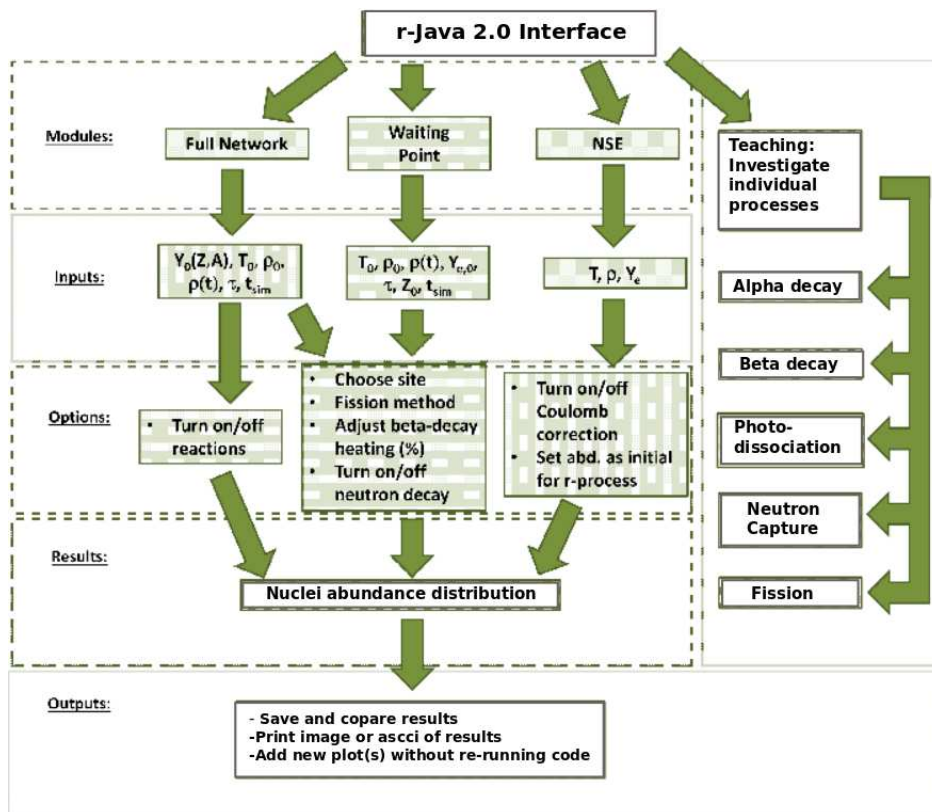 r-Java 2.0 Interface
Modules:
Full Network
Waiting
Point
NSE
Teaching:
Investigate
individual
processes
Inputs:
Y₀(Z,A), T₀, ρ₀,
ρ(t), τ, t_sim
T₀, ρ₀, ρ(t), Y_e,0,
τ, Z₀, t_sim
T, ρ, Y_e
Alpha decay
Beta decay
Photo-
dissociation
Neutron
Capture
Fission
Options:
• Turn on/off
reactions
• Choose site
• Fission method
• Adjust beta-decay
heating (%)
• Turn on/off
neutron decay
• Turn on/off
Coulomb
correction
• Set abd. as initial
for r-process
Results:
Nuclei abundance distribution
Outputs:
- Save and copare results
-Print image or ascci of results
-Add new plot(s) without re-running code